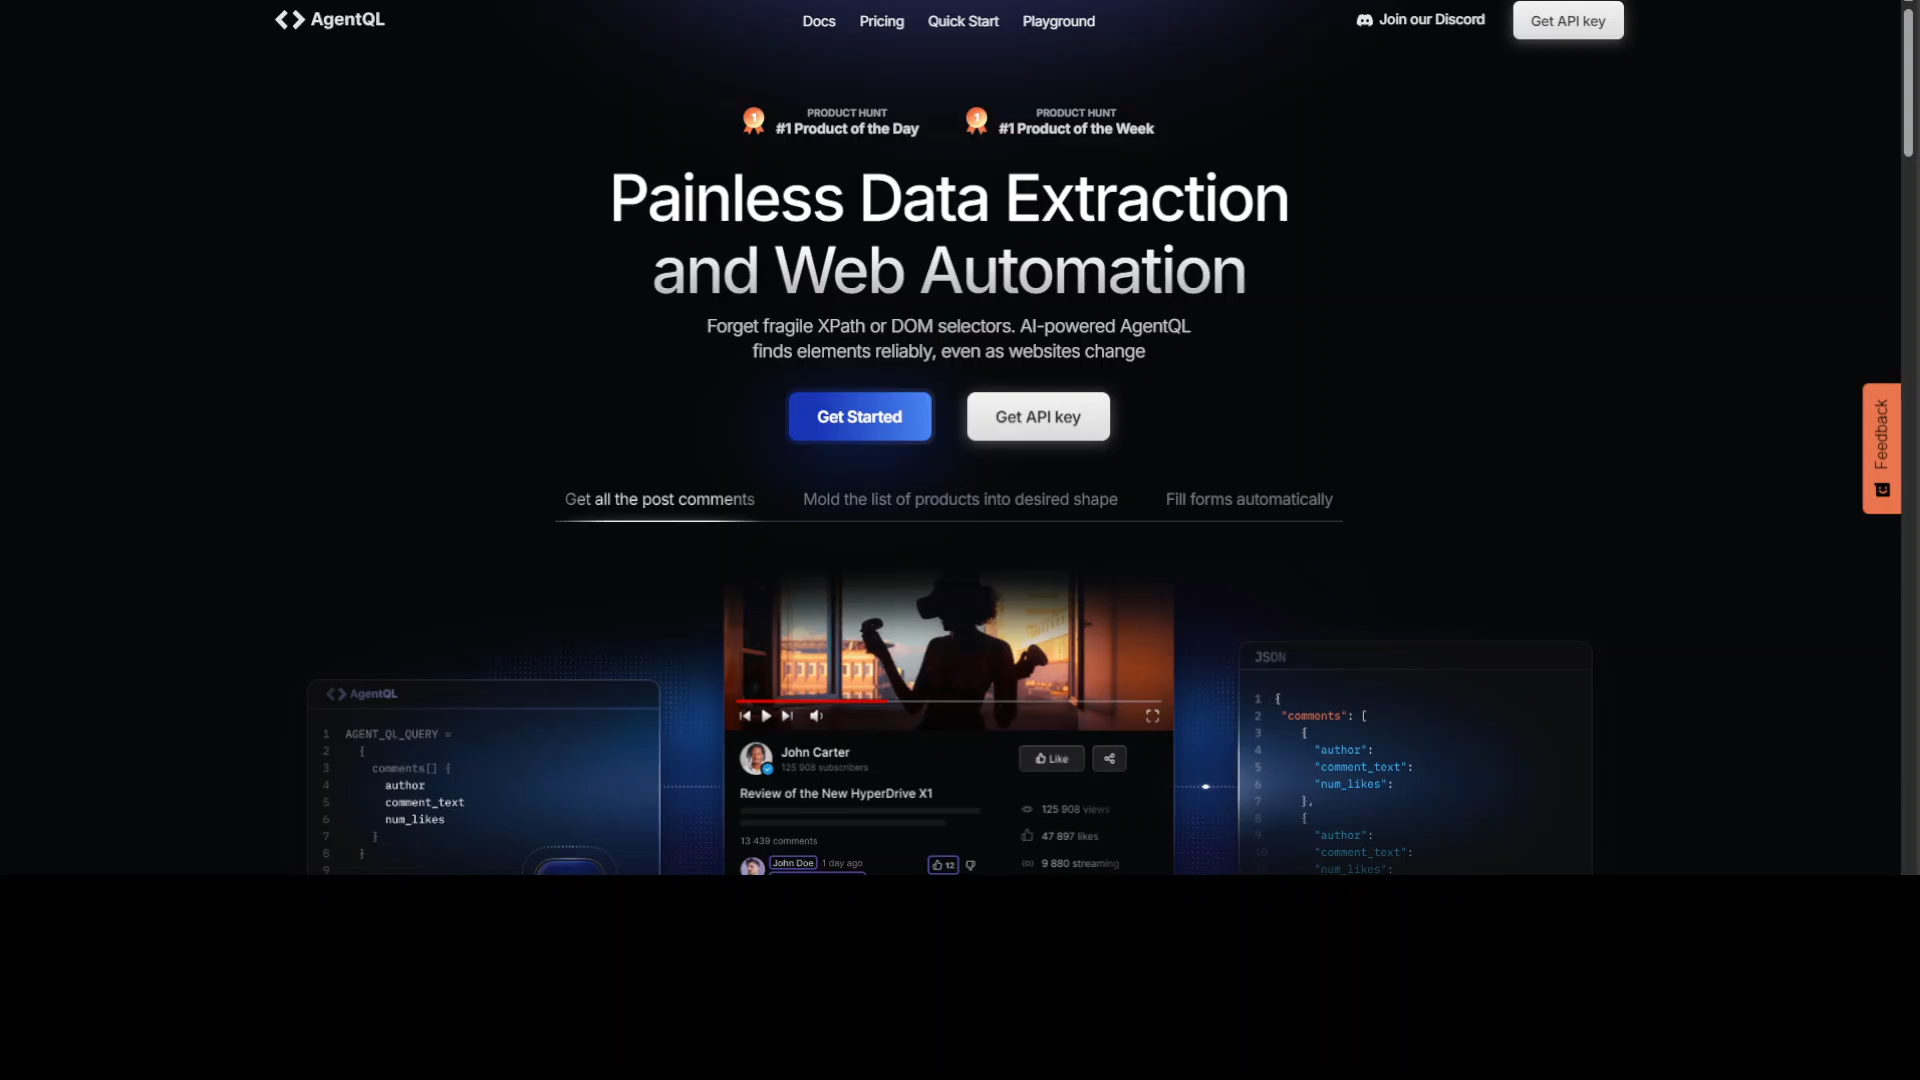 AgentQL
Docs
Pricing
Quick Start
Playground
Join our Discord
Get API key
PRODUCT HUNT
#1 Product of the Day
PRODUCT HUNT
#1 Product of the Week
Painless Data Extraction
and Web Automation
Forget fragile XPath or DOM selectors. AI-powered AgentQL
finds elements reliably, even as websites change
Get Started
Get API key
Feedback
Get all the post comments
Mold the list of products into desired shape
Fill forms automatically
AgentQL
1 AGENT_QL_QUERY =
2 {
3 comments[] {
4 author
5 comment_text
6 num_likes
7 }
8 }
9
John Carter
125 908 subscribers
Like
Review of the New HyperDrive X1
125 908 views
47 897 likes
13 439 comments
9 880 streaming
John Doe 1 day ago
12
JSON
1 {
2 "comments": [
3 {
4 "author":
5 "comment_text":
6 "num_likes":
7 },
8 {
9 "author":
10 "comment_text":
"num_likes":